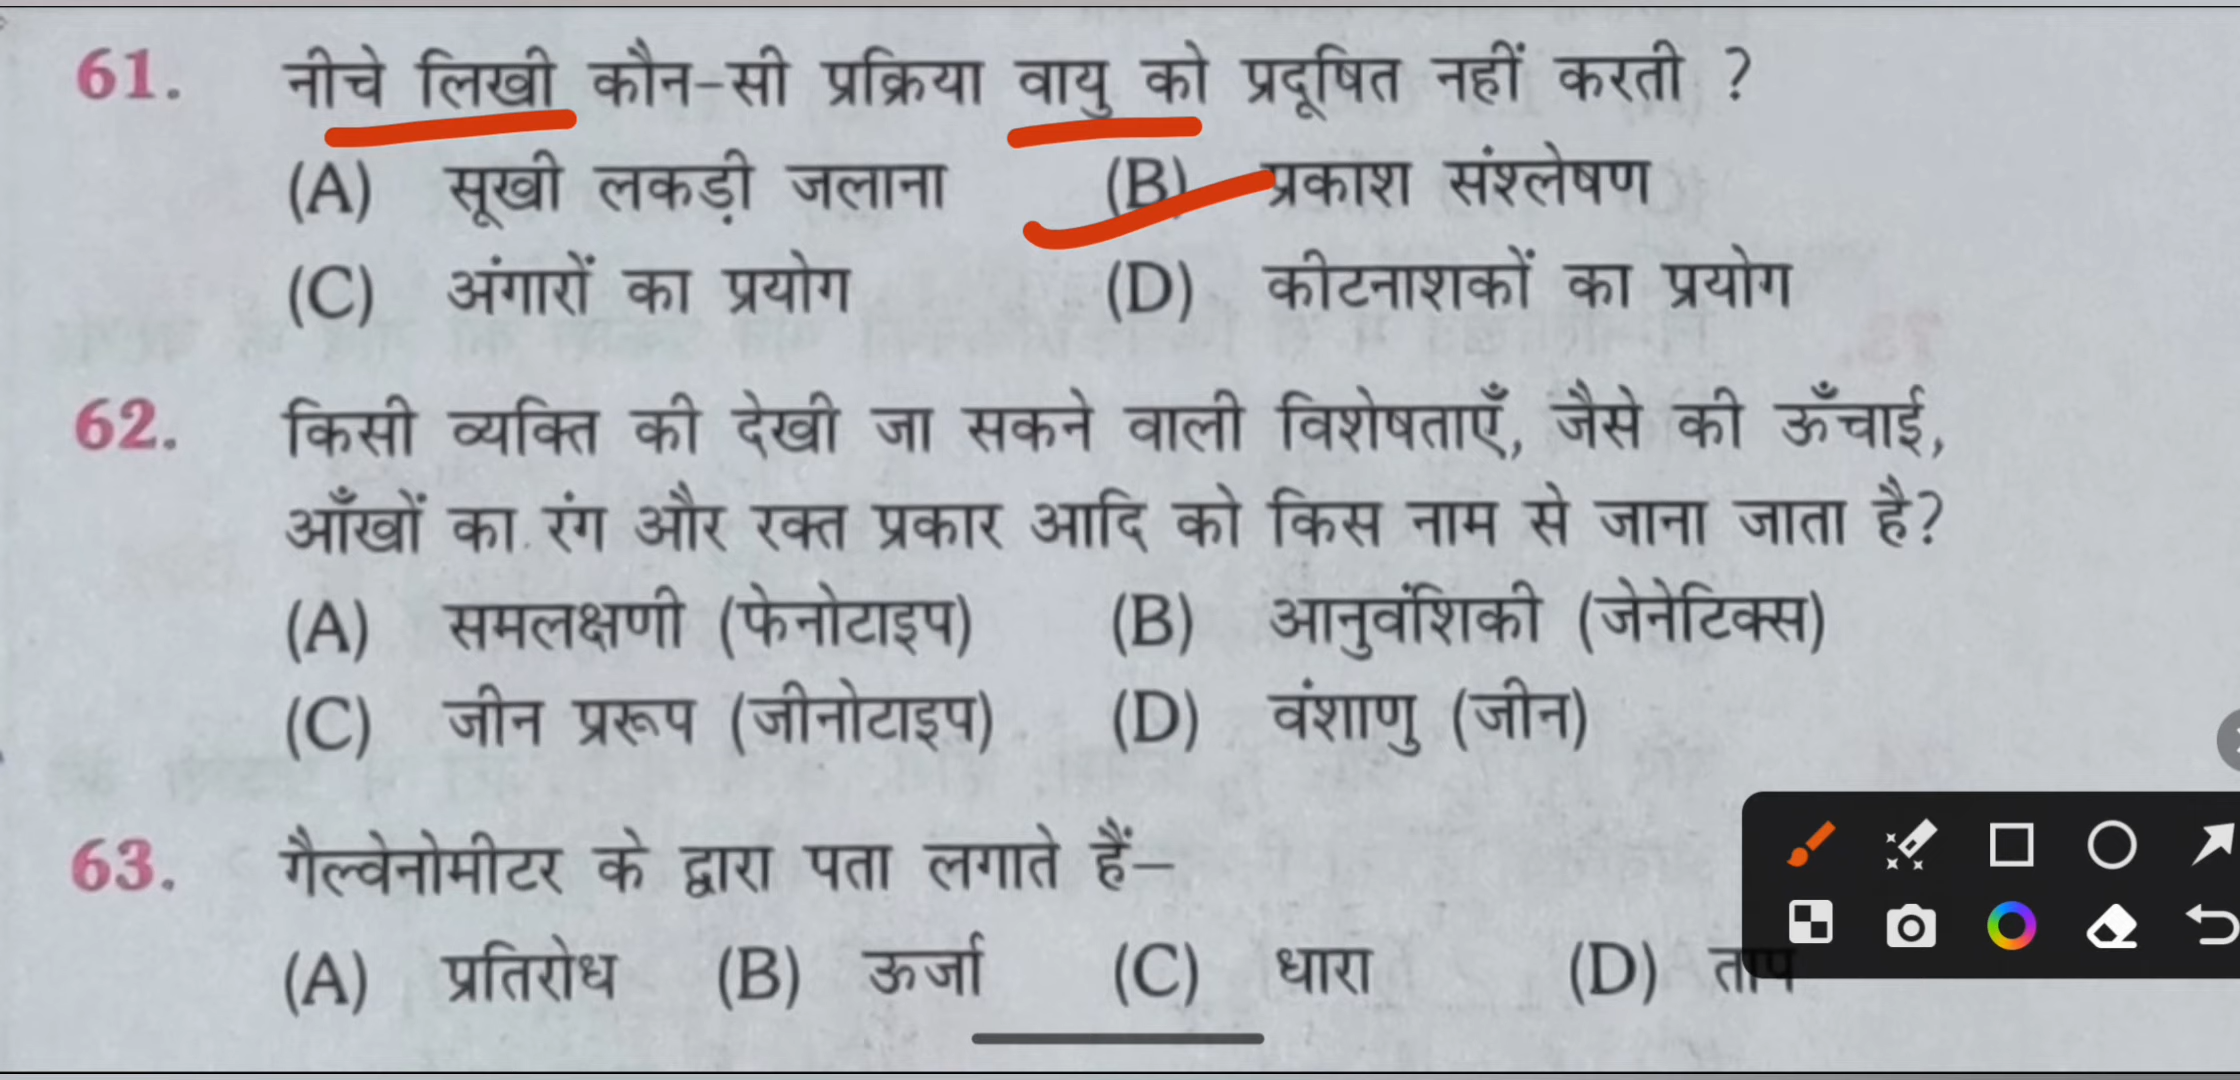 61. नीचे लिखी कौन-सी प्रक्रिया वायु को प्रदूषित नहीं करती ?
(A) सूखी लकड़ी जलाना (B) प्रकाश संश्लेषण
(C) अंगारों का प्रयोग (D) कीटनाशकों का प्रयोग
62. किसी व्यक्ति की देखी जा सकने वाली विशेषताएँ, जैसे की ऊँचाई,
आँखों का रंग और रक्त प्रकार आदि को किस नाम से जाना जाता है?
(A) समलक्षणी (फेनोटाइप) (B) आनुवंशिकी (जेनेटिक्स)
(C) जीन प्ररूप (जीनोटाइप) (D) वंशाणु (जीन)
63. गैल्वेनोमीटर के द्वारा पता लगाते हैं–
(A) प्रतिरोध (B) ऊर्जा (C) धारा (D) ताप